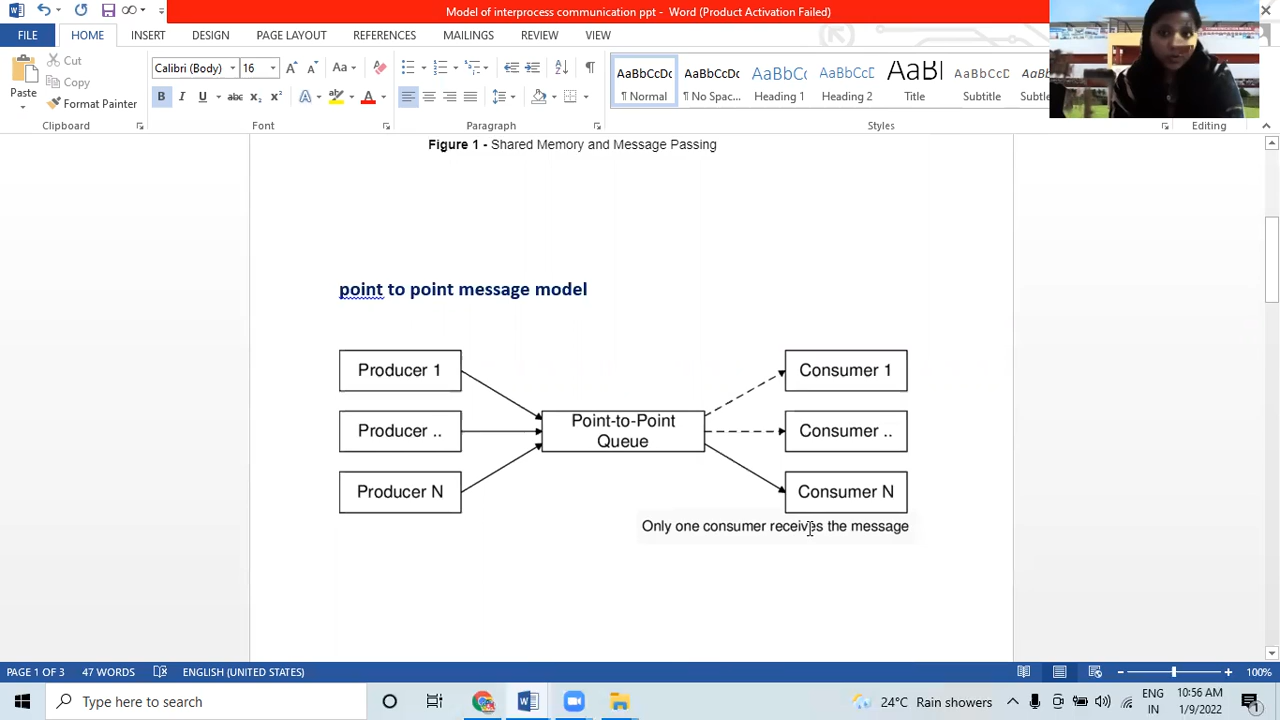 Model of interprocess communication ppt - Word (Product Activation Failed)
FILE HOME INSERT DESIGN PAGE LAYOUT REFERENCES MAILINGS REVIEW VIEW
Cut
Copy
Format Painter
Paste
Calibri (Body) 16
Aa
B I U abc x₂ x² A A
AaBbCcDc AaBbCcDc AaBbCc AaBbCcC AaBl AaBbCcD
¶ Normal ¶ No Spac... Heading 1 Heading 2 Title Subtitle
Clipboard Font Paragraph Styles Editing
Figure 1 - Shared Memory and Message Passing
point to point message model
Producer 1
Producer ..
Producer N
Point-to-Point
Queue
Consumer 1
Consumer ..
Consumer N
Only one consumer receives the message
PAGE 1 OF 3 47 WORDS ENGLISH (UNITED STATES) 100%
Type here to search
24°C Rain showers
ENG
IN
10:56 AM
1/9/2022